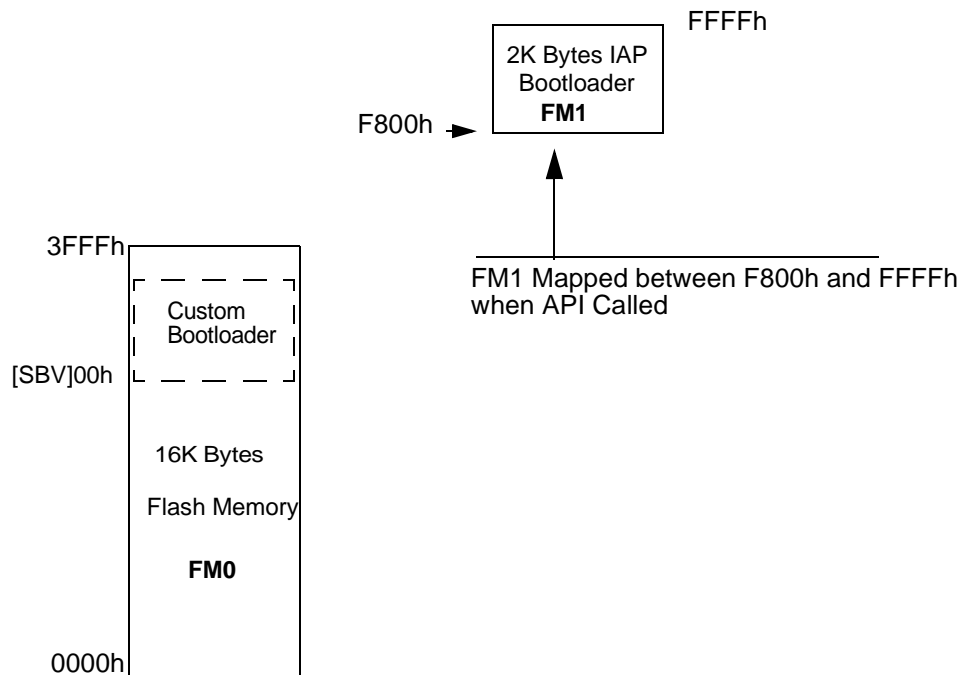 FFFFh
2K Bytes IAP
Bootloader
FM1
F800h
3FFFh
FM1 Mapped between F800h and FFFFh
when API Called
Custom
Bootloader
[SBV]00h
16K Bytes
Flash Memory
FM0
0000h